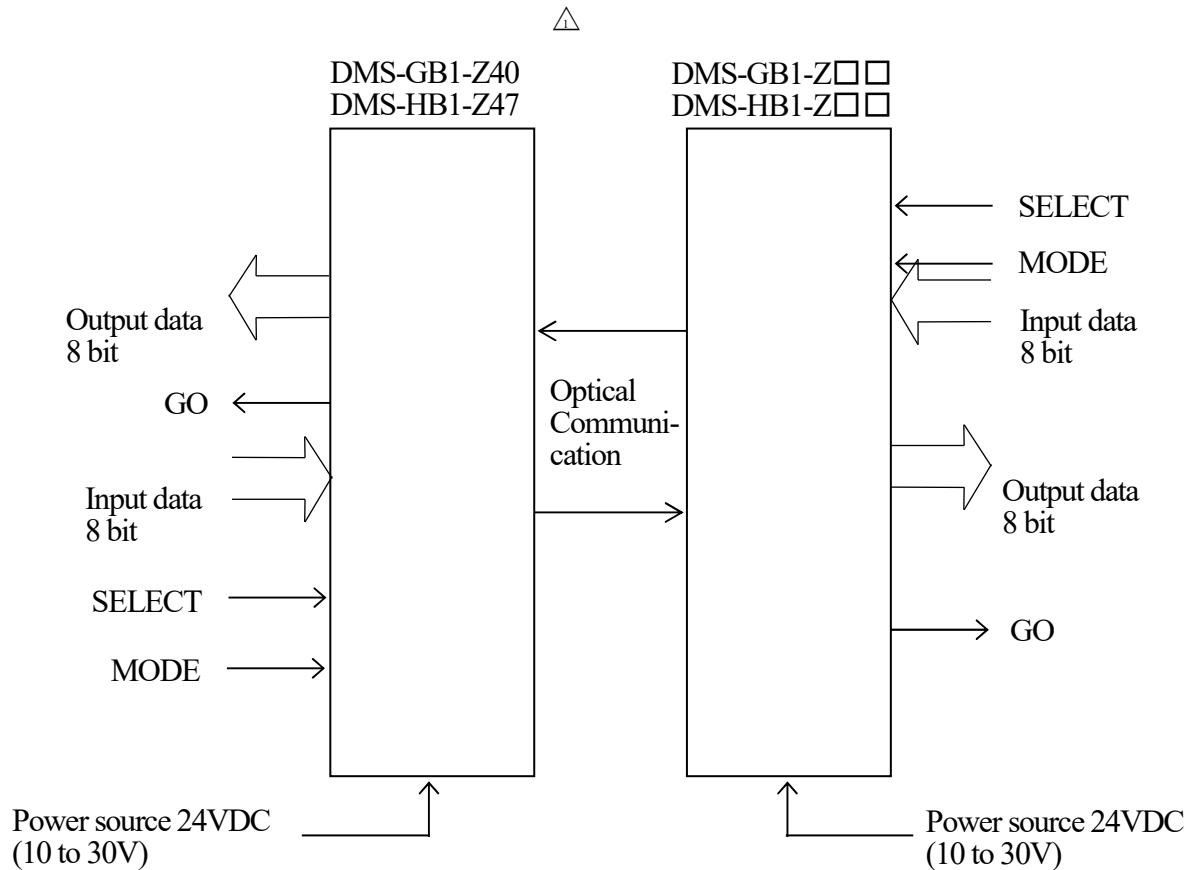 1
DMS-GB1-Z40
DMS-HB1-Z47
DMS-GB1-Z□□
DMS-HB1-Z□□
SELECT
MODE
Input data
8 bit
Output data
8 bit
GO
Output data
8 bit
GO
Input data
8 bit
SELECT
MODE
Optical
Communi-
cation
Power source 24VDC
(10 to 30V)
Power source 24VDC
(10 to 30V)